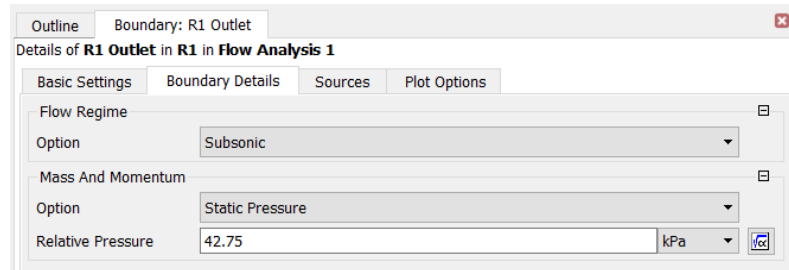 Outline Boundary: R1 Outlet
Details of R1 Outlet in R1 in Flow Analysis 1
Basic Settings Boundary Details Sources Plot Options
Flow Regime
Option Subsonic
Mass And Momentum
Option Static Pressure
Relative Pressure 42.75 kPa